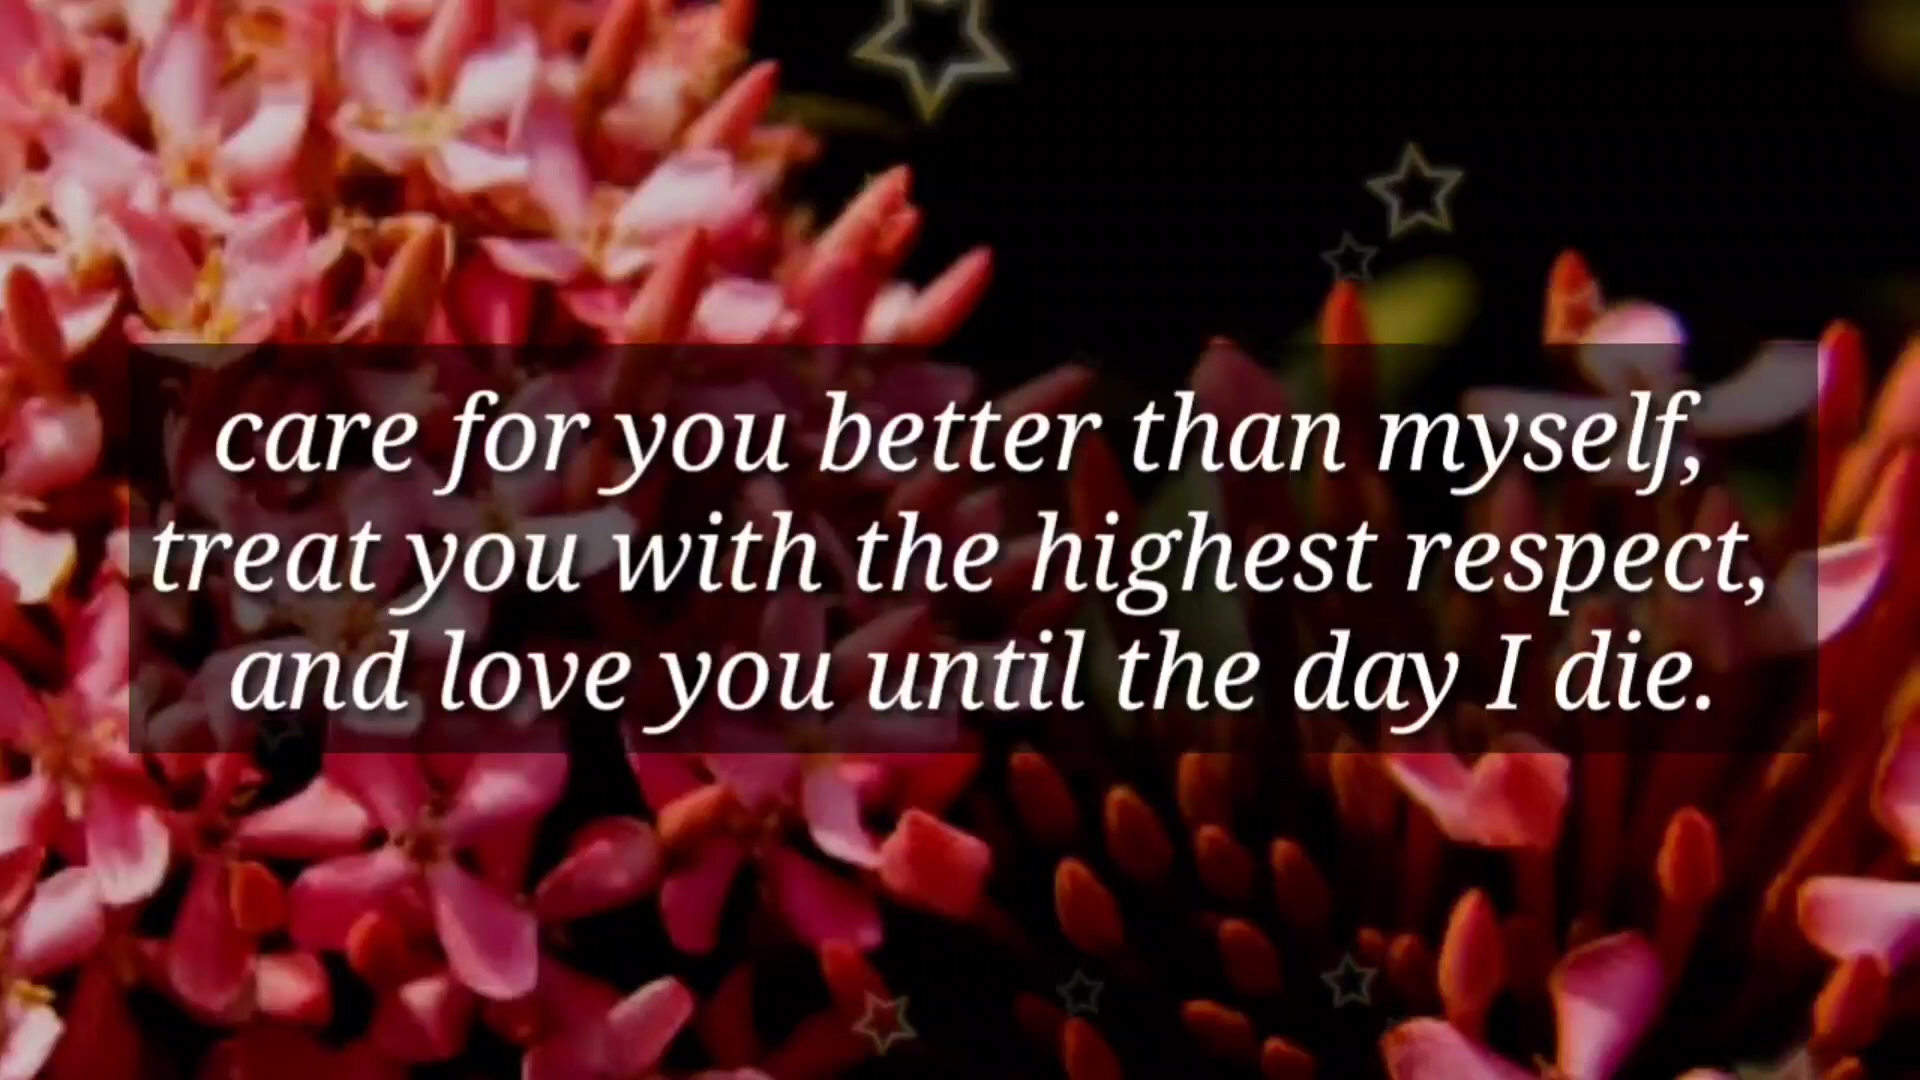 care for you better than myself,
treat you with the highest respect,
and love you until the day I die.